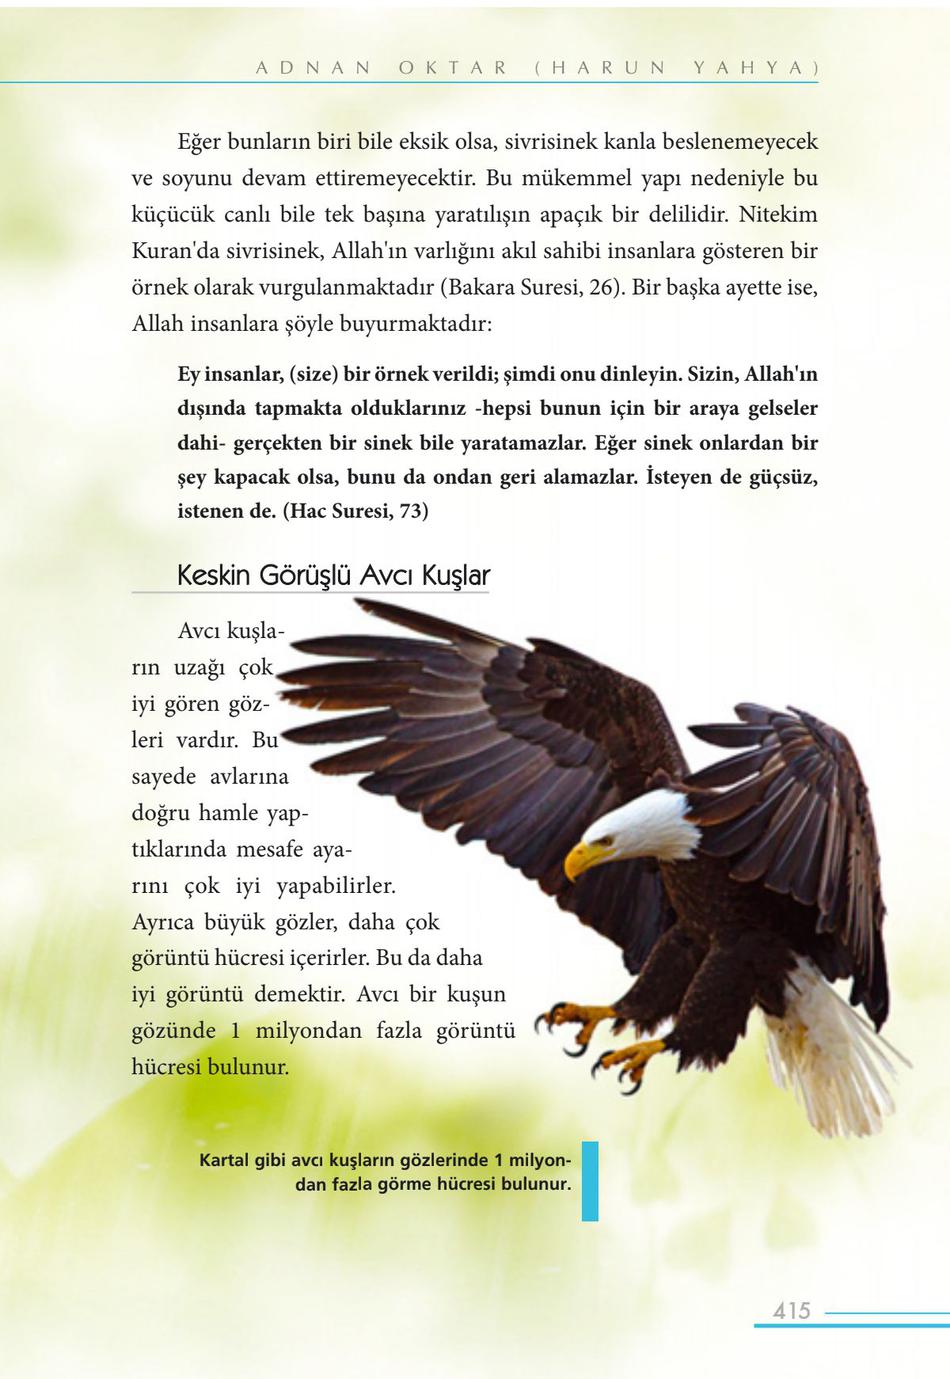 ADNAN OKTAR (HARUN YAHYA)
Eğer bunların biri bile eksik olsa, sivrisinek kanla beslenemeyecek
ve soyunu devam ettiremeyecektir. Bu mükemmel yapı nedeniyle bu
küçücük canlı bile tek başına yaratılışın apaçık bir delilidir. Nitekim
Kuran'da sivrisinek, Allah'ın varlığını akıl sahibi insanlara gösteren bir
örnek olarak vurgulanmaktadır (Bakara Suresi, 26). Bir başka ayette ise,
Allah insanlara şöyle buyurmaktadır:
Ey insanlar, (size) bir örnek verildi; şimdi onu dinleyin. Sizin, Allah'ın
dışında tapmakta olduklarınız -hepsi bunun için bir araya gelseler
dahi- gerçekten bir sinek bile yaratamazlar. Eğer sinek onlardan bir
şey kapacak olsa, bunu da ondan geri alamazlar. İsteyen de güçsüz,
istenen de. (Hac Suresi, 73)
Keskin Görüşlü Avcı Kuşlar
Avcı kuşla-
rın uzağı çok
iyi gören göz-
leri vardır. Bu
sayede avlarına
doğru hamle yap-
tıklarında mesafe aya-
rını çok iyi yapabilirler.
Ayrıca büyük gözler, daha çok
görüntü hücresi içerirler. Bu da daha
iyi görüntü demektir. Avcı bir kuşun
gözünde 1 milyondan fazla görüntü
hücresi bulunur.
Kartal gibi avcı kuşların gözlerinde 1 milyon-
dan fazla görme hücresi bulunur.
415